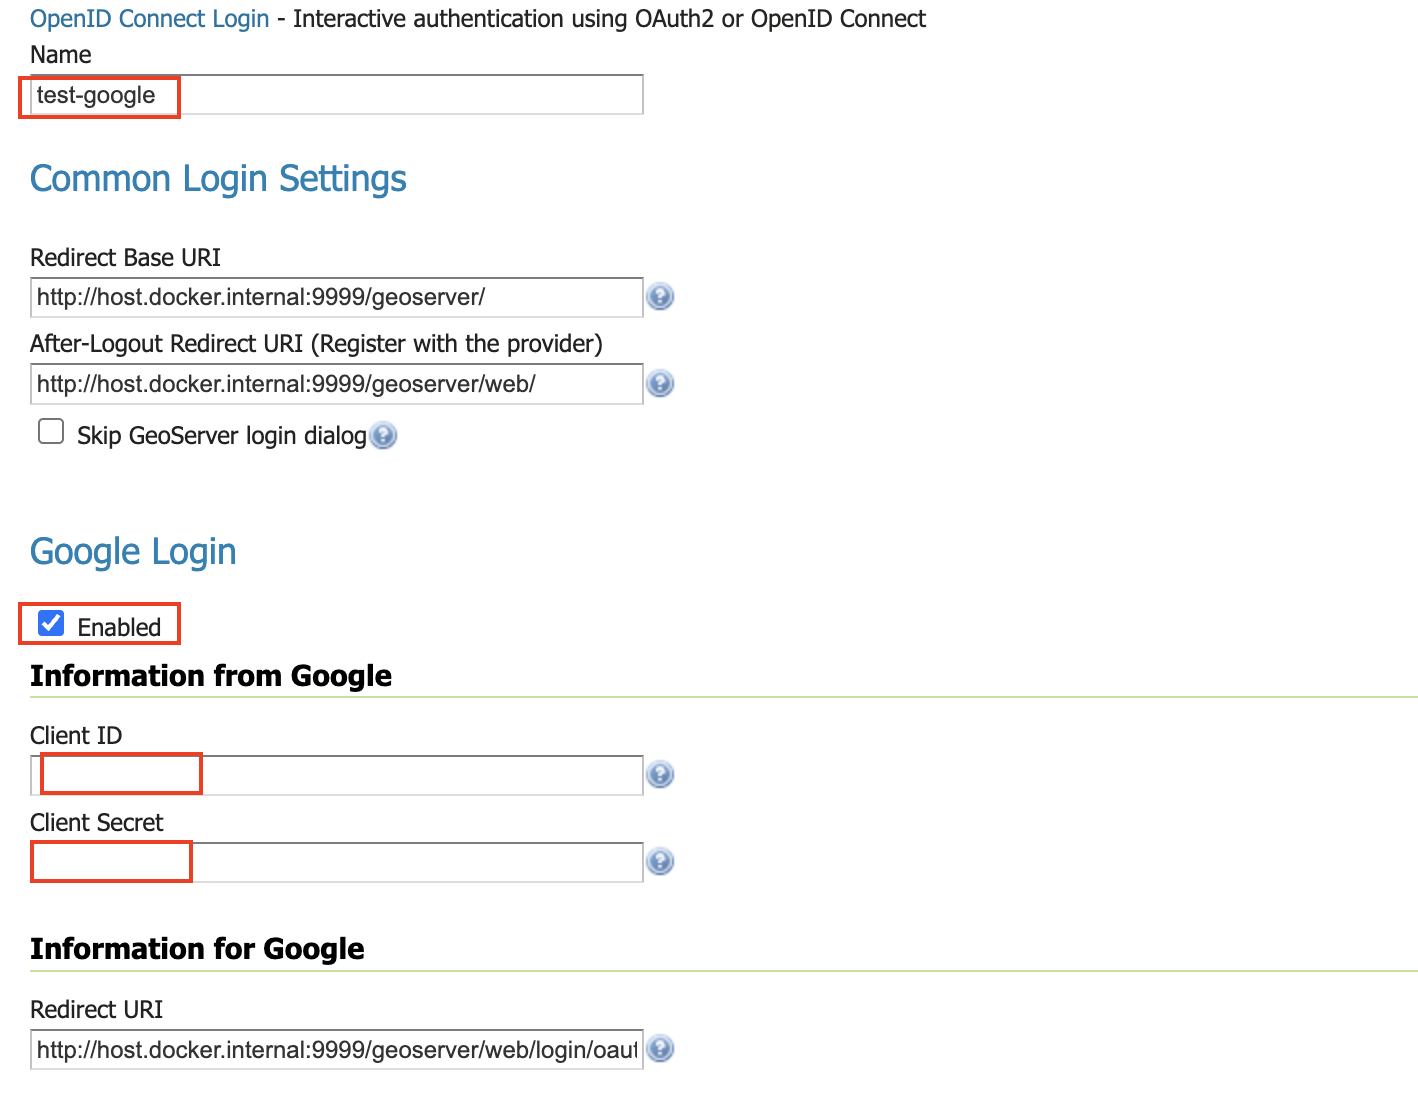 OpenID Connect Login - Interactive authentication using OAuth2 or OpenID Connect
Name
test-google
Common Login Settings
Redirect Base URI
http://host.docker.internal:9999/geoserver/
After-Logout Redirect URI (Register with the provider)
http://host.docker.internal:9999/geoserver/web/
Skip GeoServer login dialog
Google Login
Enabled
Information from Google
Client ID
Client Secret
Information for Google
Redirect URI
http://host.docker.internal:9999/geoserver/web/login/oaut